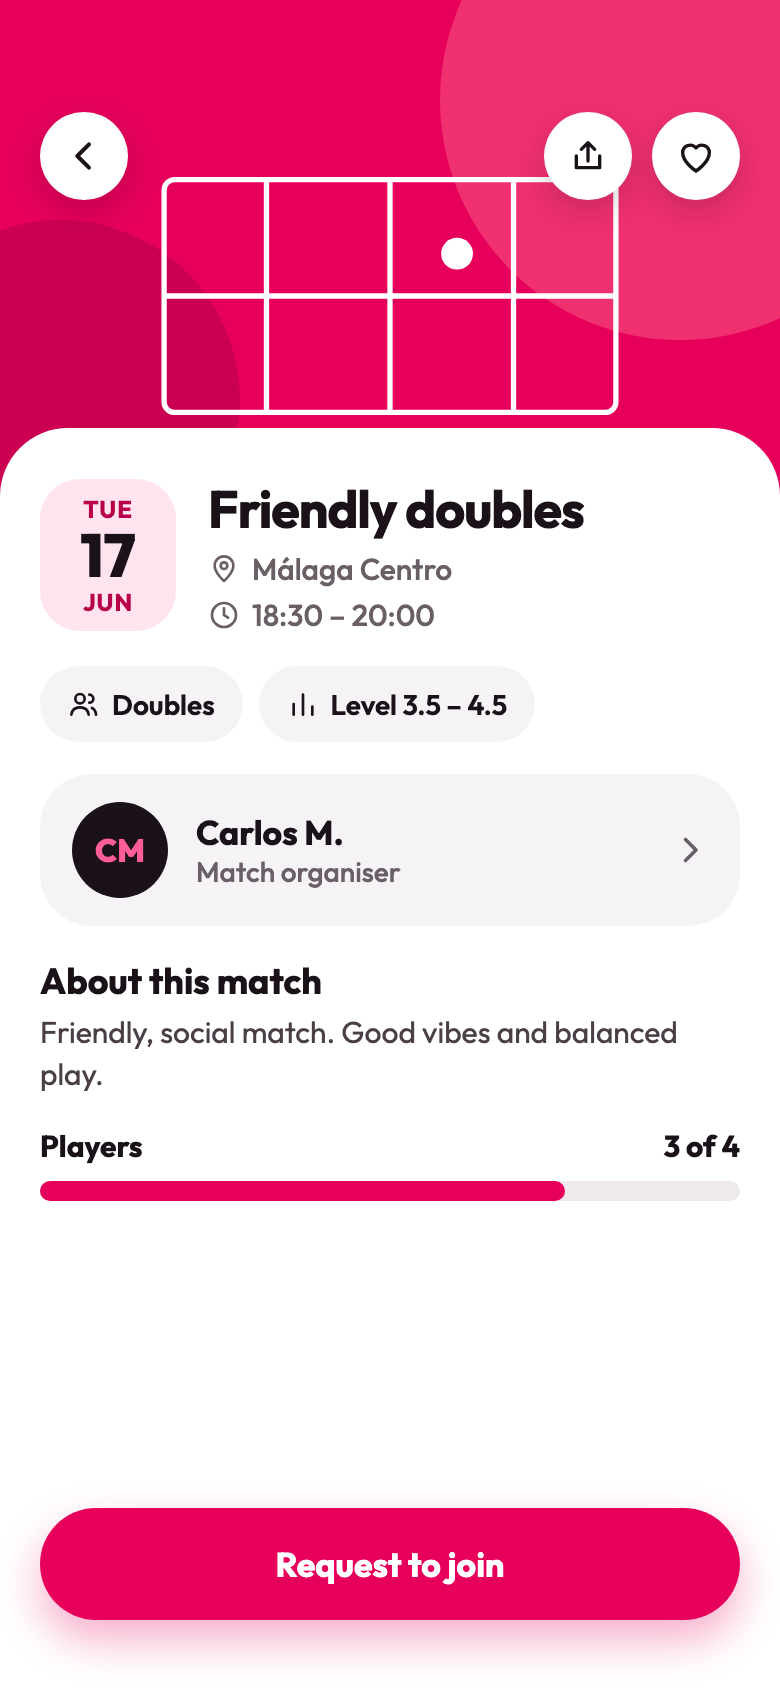 TUE
17
JUN
Friendly doubles
Málaga Centro
18:30 – 20:00
Doubles
Level 3.5 – 4.5
CM
Carlos M.
Match organiser
About this match
Friendly, social match. Good vibes and balanced
play.
Players
3 of 4
Request to join